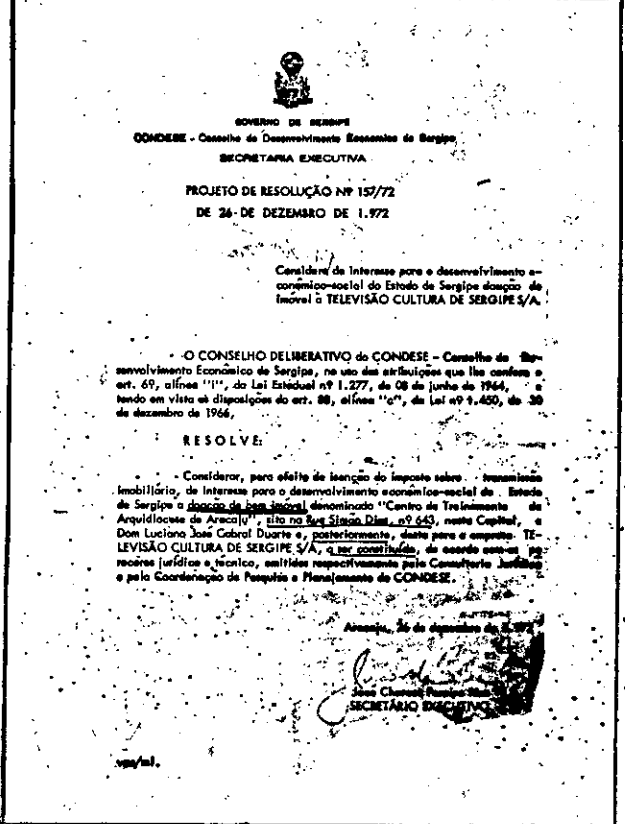 GOVERNO DE SERGIPE
CONDESE - Conselho de Desenvolvimento Economico de Sergipe
SECRETARIA EXECUTIVA
PROJETO DE RESOLUÇÃO Nº 157/72
DE 26 DE DEZEMBRO DE 1.972
Considera de interesse para o desenvolvimento e-
conômico-social do Estado de Sergipe doação de
imóvel à TELEVISÃO CULTURA DE SERGIPE S/A.
O CONSELHO DELIBERATIVO do CONDESE - Conselho de De-
senvolvimento Econômico de Sergipe, no uso das atribuições que lhe confere o
art. 69, alínea "i", da Lei Estadual nº 1.277, de 08 de junho de 1964, e
tendo em vista as disposições do art. 88, alínea "c", da Lei nº 1.450, de 30
de dezembro de 1966,
RESOLVE:
Considerar, para efeito de isenção do imposto sobre transmissão
imobiliária, de interesse para o desenvolvimento econômico-social do Estado
de Sergipe a doação de bem imóvel denominado "Centro de Treinamento da
Arquidiocese de Aracaju", sito na Rua Simão Dias, nº 643, nesta Capital, a
Dom Luciano José Cabral Duarte e, posteriormente, deste para a empresa TE-
LEVISÃO CULTURA DE SERGIPE S/A, a ser constituída, de acordo com os pa-
receres jurídico e técnico, emitidos respectivamente pela Consultoria Jurídica
e pela Coordenação de Pesquisa e Planejamento do CONDESE.
Aracaju, 26 de dezembro de 1.972
José
SECRETÁRIO EXECUTIVO
vps/ml.